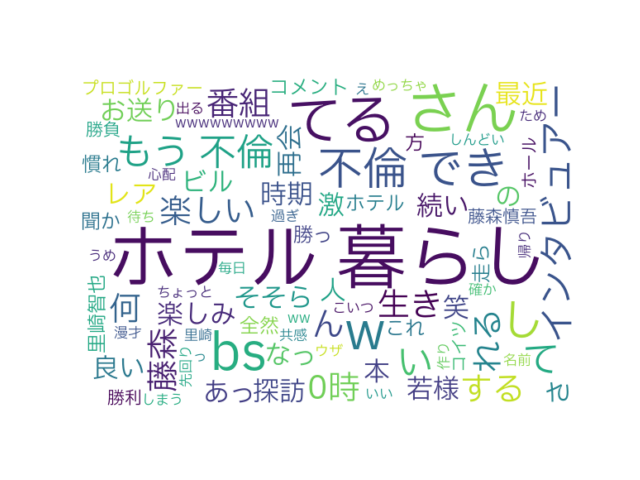 プロゴルファー
コメント
ぇ
めっちゃ
最近
お送り
出る
番組
てる
さん
ため
wwwwwwwww
勝負
もう
不倫
再会
不倫
でき
方
しんどい
ホール
インタビュアー
慣れ
心配
ビル
レア
時期
激
ホテル
続い
の
藤森慎吾
聞か
待ち
楽しい
過ぎ
勝っ
ホテル暮らし
走ら
帰り
うめ
毎日
確か
里崎智也
何
ちょっと
楽しみ
そそら
人
こいつ
生き
笑
れる
し
漫才
里崎
藤森
bs
全然
ww
共感
ん
w
これ
コイツ
て
良い
っ
先回り
なっ
ウザ
い
作り
名前
さ
あっ
探訪
0時
本
若様
する
勝利
しまう
いい